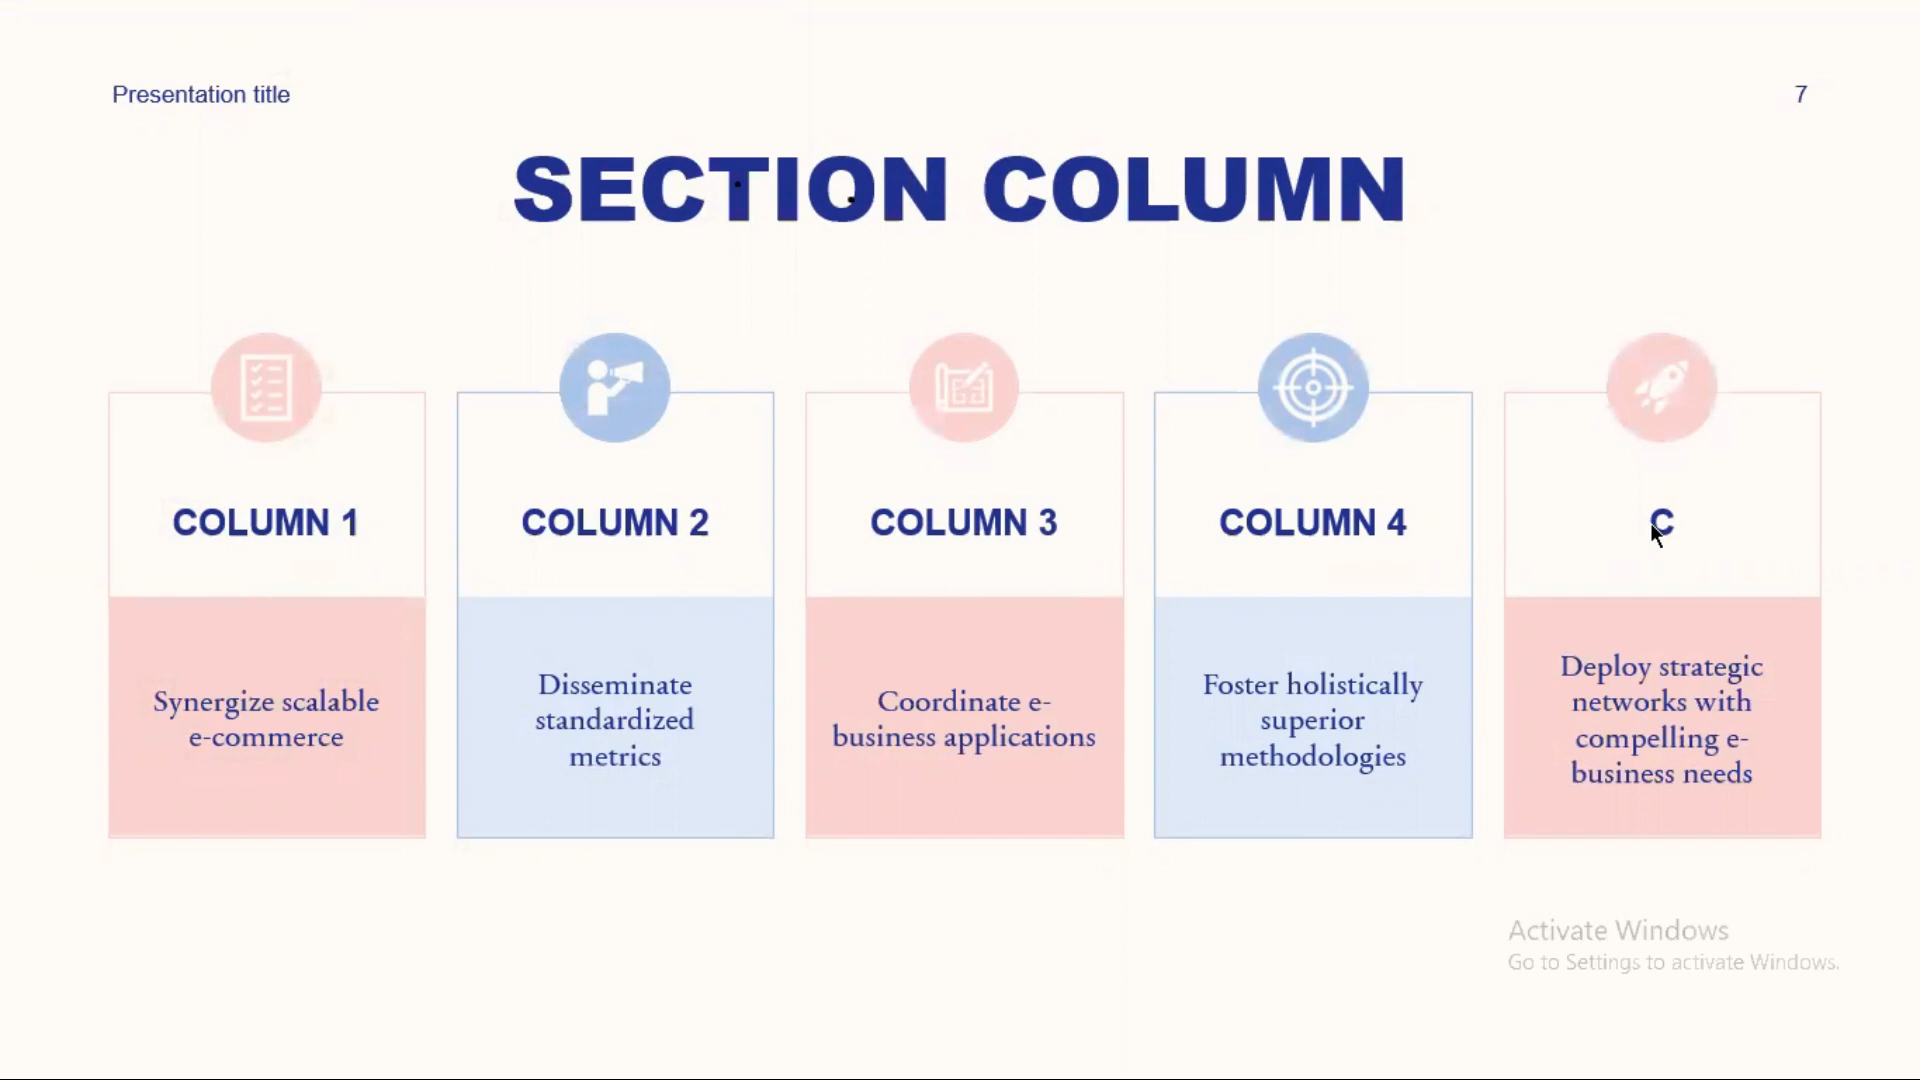 Presentation title
7
SECTION COLUMN
COLUMN 1
COLUMN 2
COLUMN 3
COLUMN 4
C
Synergize scalable
e-commerce
Disseminate
standardized
metrics
Coordinate e-
business applications
Foster holistically
superior
methodologies
Deploy strategic
networks with
compelling e-
business needs
Activate Windows
Go to Settings to activate Windows.